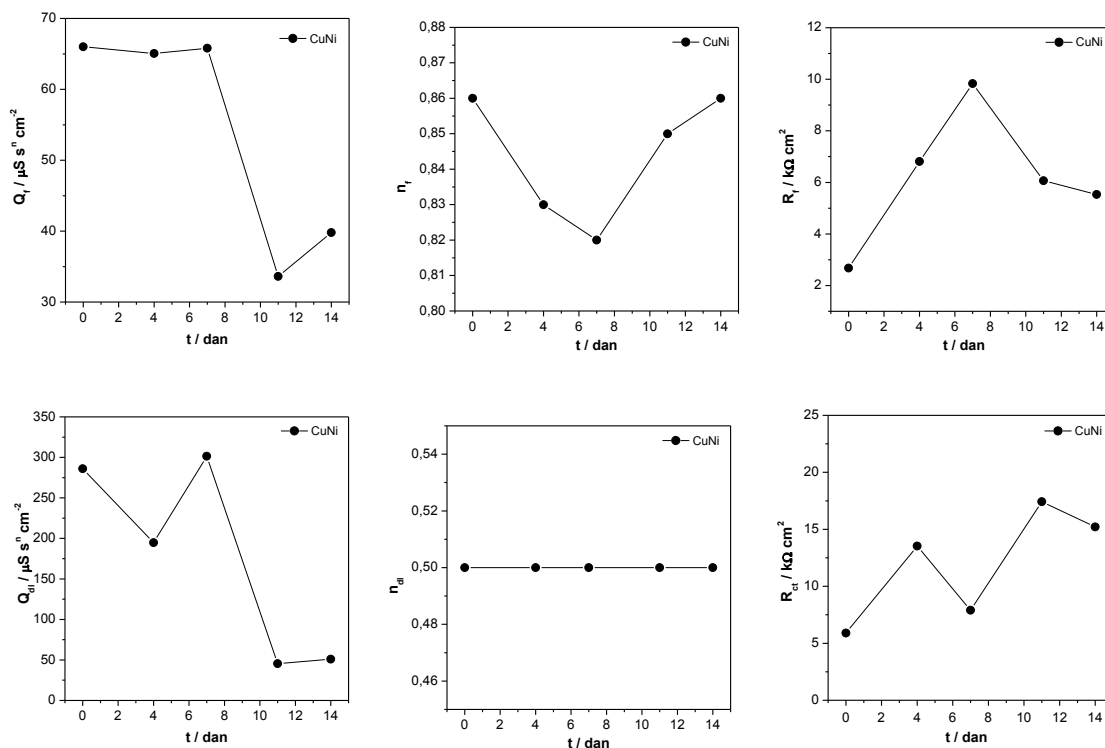 70
60
50
40
30
Q_f / µS sⁿ cm⁻²
CuNi
0 2 4 6 8 10 12 14
t / dan
0,88
0,87
0,86
0,85
0,84
0,83
0,82
0,81
0,80
n_f
CuNi
0 2 4 6 8 10 12 14
t / dan
12
10
8
6
4
2
R_f / kΩ cm²
CuNi
0 2 4 6 8 10 12 14
t / dan
350
300
250
200
150
100
50
0
Q_dl / µS sⁿ cm⁻²
CuNi
0 2 4 6 8 10 12 14
t / dan
0,54
0,52
0,50
0,48
0,46
n_dl
CuNi
0 2 4 6 8 10 12 14
t / dan
25
20
15
10
5
0
R_ct / kΩ cm²
CuNi
0 2 4 6 8 10 12 14
t / dan